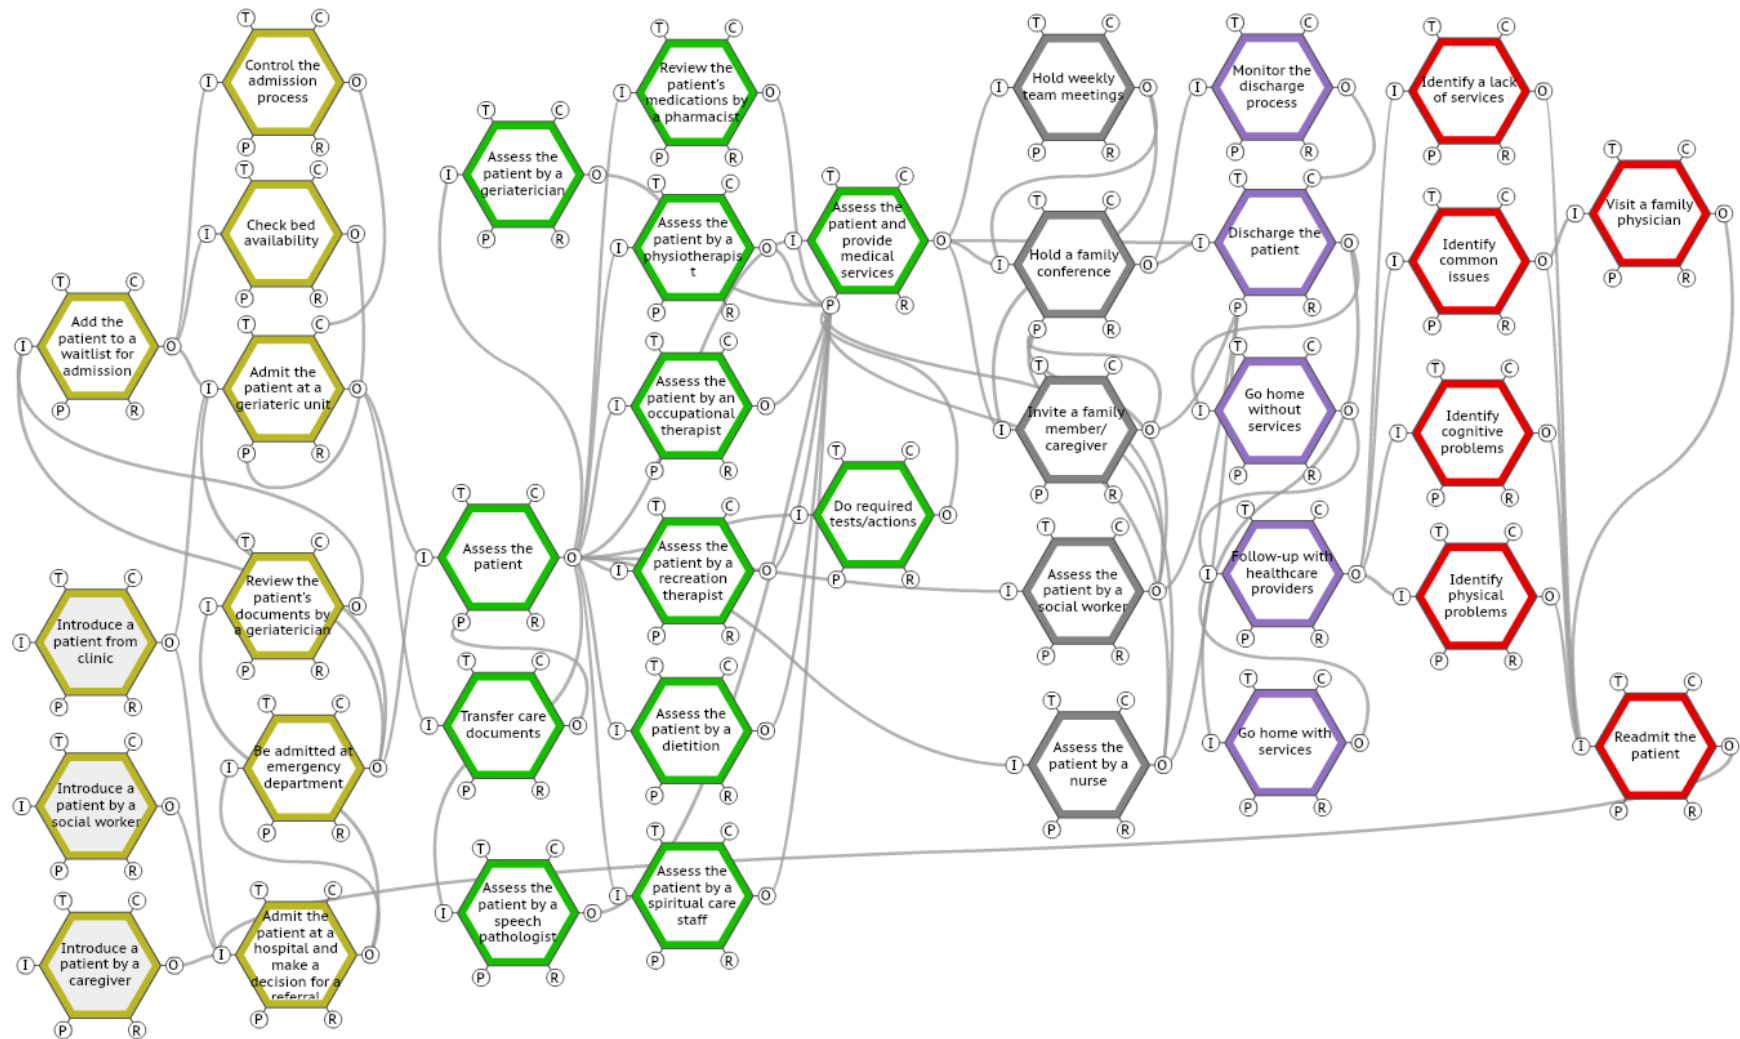 T C
Control the
admission
process
I O
P R
T C
Check bed
availability
I O
P R
T C
Add the
patient to a
waitlist for
admission
I O
P R
T C
Admit the
patient at a
geriateric unit
I O
P R
T C
Review the
patient's
documents by
a geriaterician
I O
P R
T C
Introduce a
patient from
clinic
I O
P R
T C
Be admitted at
emergency
department
I O
P R
T C
Introduce a
patient by a
social worker
I O
P R
T C
Introduce a
patient by a
caregiver
I O
P R
T C
Admit the
patient at a
hospital and
make a
decision for a
referral
I O
P R
T C
Assess the
patient by a
geriaterician
I O
P R
T C
Assess the
patient
I O
P R
T C
Transfer care
documents
I O
P R
T C
Assess the
patient by a
speech
pathologist
I O
P R
T C
Review the
patient's
medications by
a pharmacist
I O
P R
T C
Assess the
patient by a
physiotherapis
t
I O
P R
T C
Assess the
patient by an
occupational
therapist
I O
P R
T C
Assess the
patient by a
recreation
therapist
I O
P R
T C
Assess the
patient by a
dietition
I O
P R
T C
Assess the
patient by a
spiritual care
staff
I O
P R
T C
Assess the
patient and
provide
medical
services
I O
P R
T C
Do required
tests/actions
I O
P R
T C
Hold weekly
team meetings
I O
P R
T C
Hold a family
conference
I O
P R
T C
Invite a family
member/
caregiver
I O
P R
T C
Assess the
patient by a
social worker
I O
P R
T C
Assess the
patient by a
nurse
I O
P R
T C
Monitor the
discharge
process
I O
P R
T C
Discharge the
patient
I O
P R
T C
Go home
without
services
I O
P R
T C
Follow-up with
healthcare
providers
I O
P R
T C
Go home with
services
I O
P R
T C
Identify a lack
of services
I O
P R
T C
Identify
common
issues
I O
P R
T C
Identify
cognitive
problems
I O
P R
T C
Identify
physical
problems
I O
P R
T C
Visit a family
physician
I O
P R
T C
Readmit the
patient
I O
P R